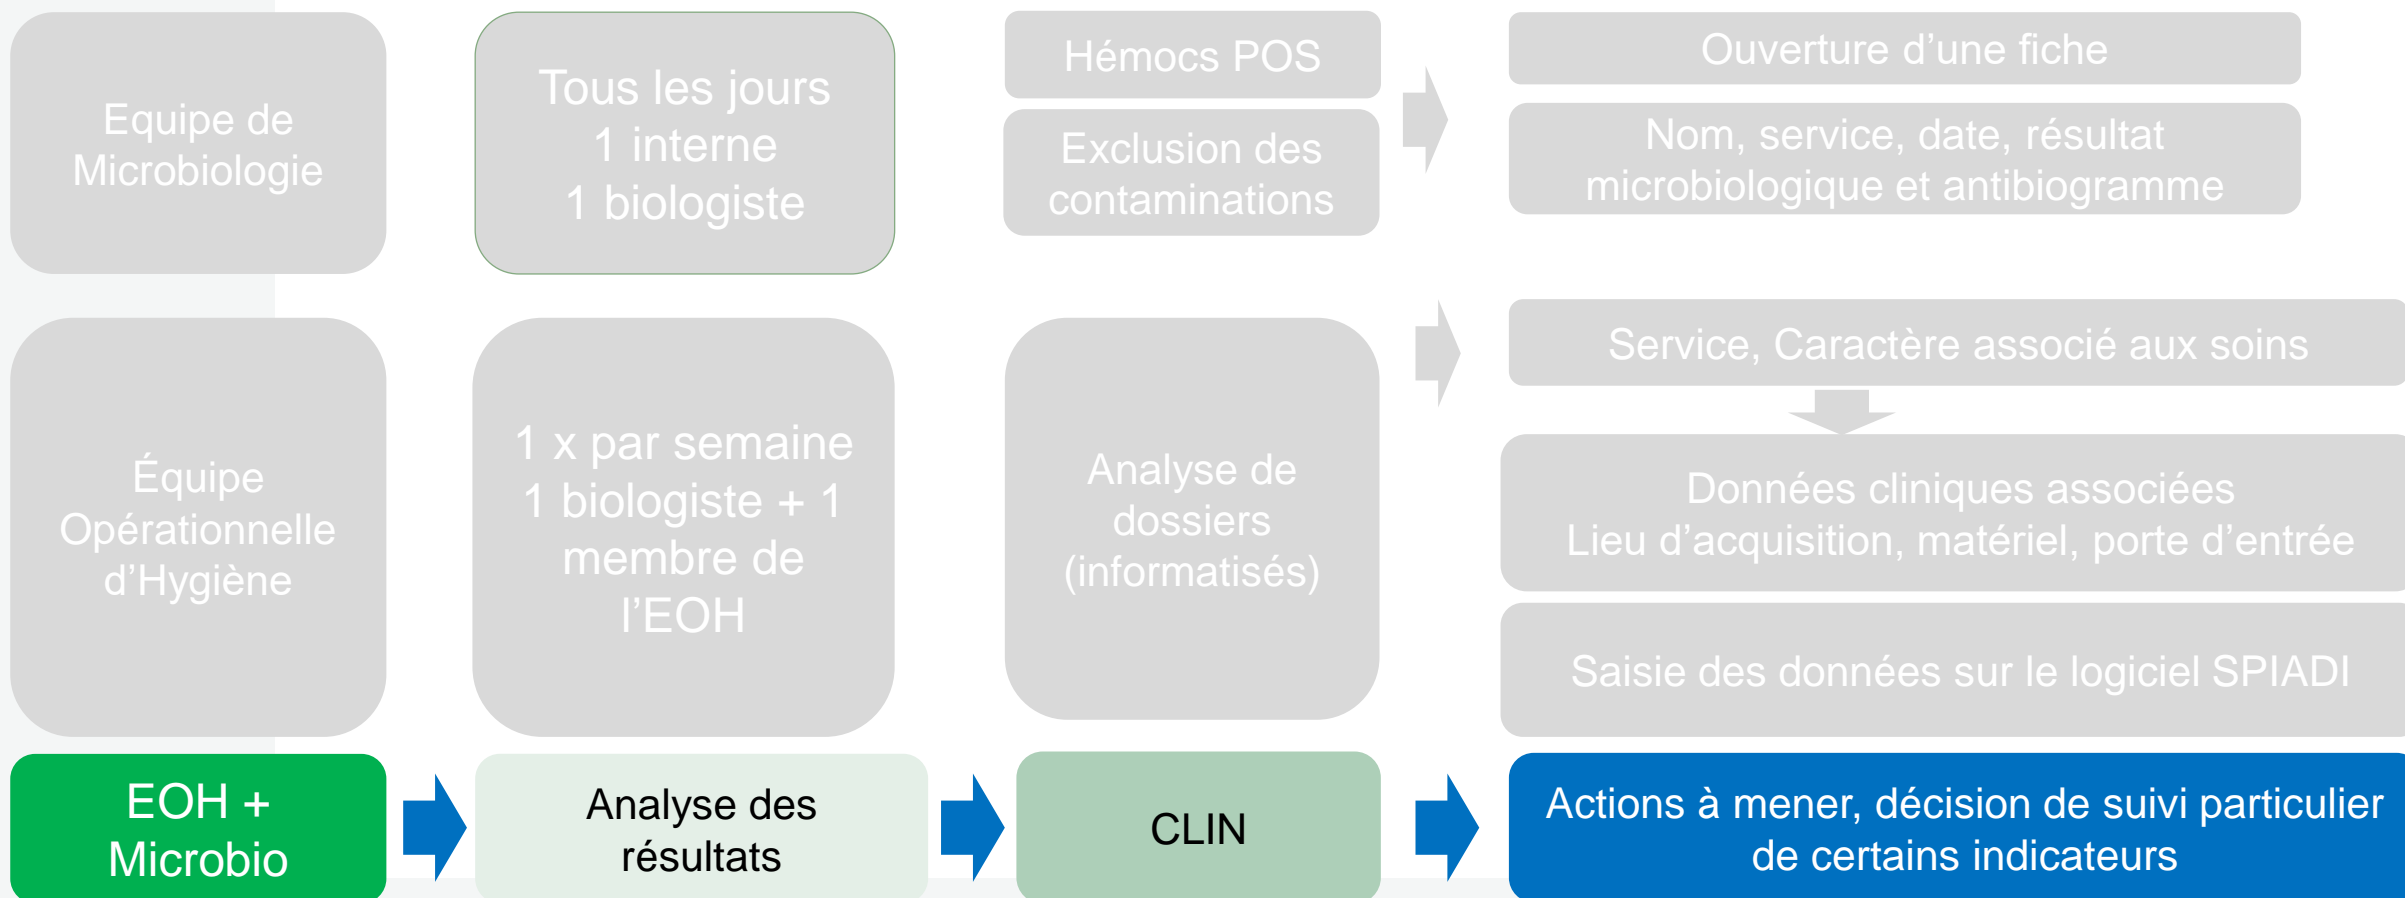 Equipe de
Microbiologie
Tous les jours
1 interne
1 biologiste
Hémocs POS
Exclusion des
contaminations
Ouverture d’une fiche
Nom, service, date, résultat
microbiologique et antibiogramme
Équipe
Opérationnelle
d’Hygiène
1 x par semaine
1 biologiste + 1
membre de
l’EOH
Analyse de
dossiers
(informatisés)
Service, Caractère associé aux soins
Données cliniques associées
Lieu d’acquisition, matériel, porte d’entrée
Saisie des données sur le logiciel SPIADI
EOH +
Microbio
Analyse des
résultats
CLIN
Actions à mener, décision de suivi particulier
de certains indicateurs